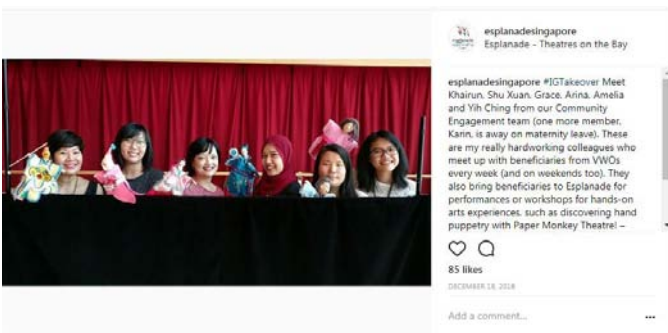 esplanadesingapore
Esplanade - Theatres on the Bay
esplanadesingapore #IGTakeover Meet
Khairun, Shu Xuan, Grace, Arina, Amelia
and Yih Ching from our Community
Engagement team (one more member,
Karin, is away on maternity leave). These
are my really hardworking colleagues who
meet up with beneficiaries from VWOs
every week (and on weekends too). They
also bring beneficiaries to Esplanade for
performances or workshops for hands-on
arts experiences, such as discovering hand
puppetry with Paper Monkey Theatre! –
85 likes
DECEMBER 18, 2018
Add a comment...